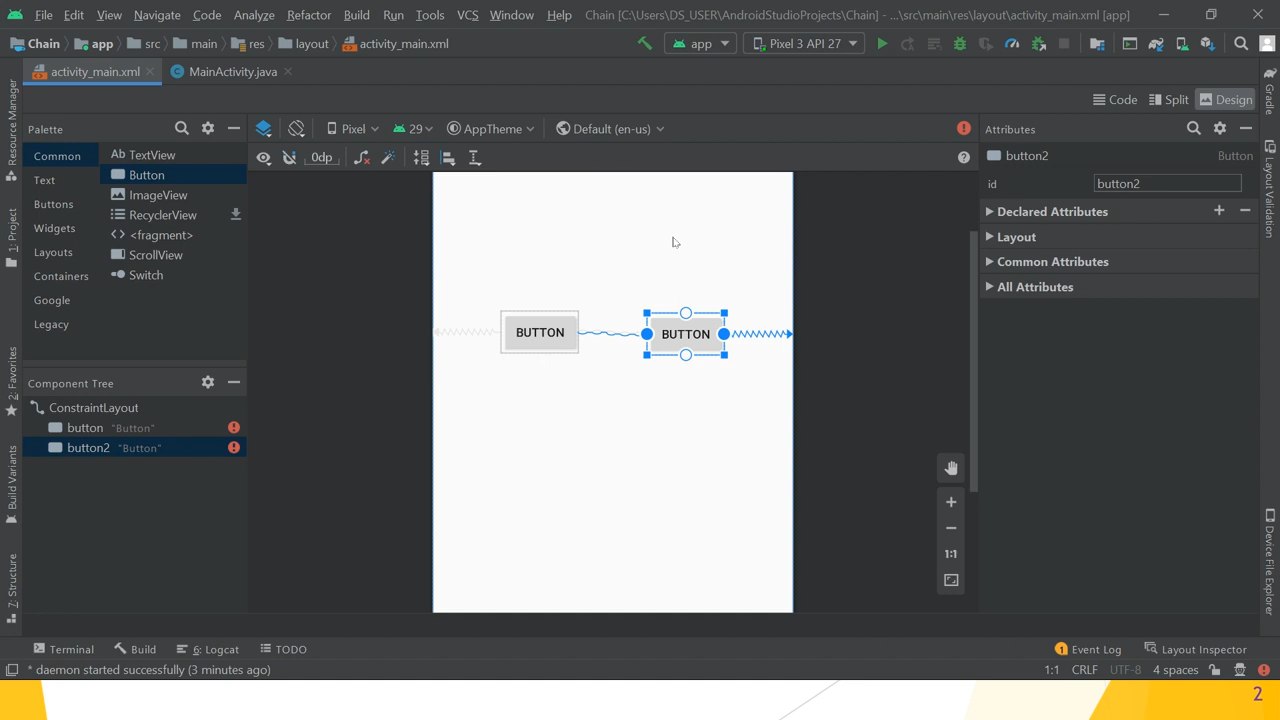 File Edit View Navigate Code Analyze Refactor Build Run Tools VCS Window Help Chain [C:\Users\DS_USER\AndroidStudioProjects\Chain] - ...\src\main\res\layout\activity_main.xml [app]
Chain app src main res layout activity_main.xml app Pixel 3 API 27
activity_main.xml MainActivity.java
Code Split Design
Palette Pixel 29 AppTheme Default (en-us) Attributes
Common
Text
Buttons
Widgets
Layouts
Containers
Google
Legacy
Ab TextView
Button
ImageView
RecyclerView
<fragment>
ScrollView
Switch
0dp
BUTTON BUTTON
1:1
Component Tree
ConstraintLayout
button "Button"
button2 "Button"
button2 Button
id button2
Declared Attributes
Layout
Common Attributes
All Attributes
Resource Manager
1: Project
2: Favorites
Build Variants
7: Structure
Gradle
Layout Validation
Device File Explorer
Terminal Build 6: Logcat TODO 1 Event Log Layout Inspector
* daemon started successfully (3 minutes ago) 1:1 CRLF UTF-8 4 spaces
2